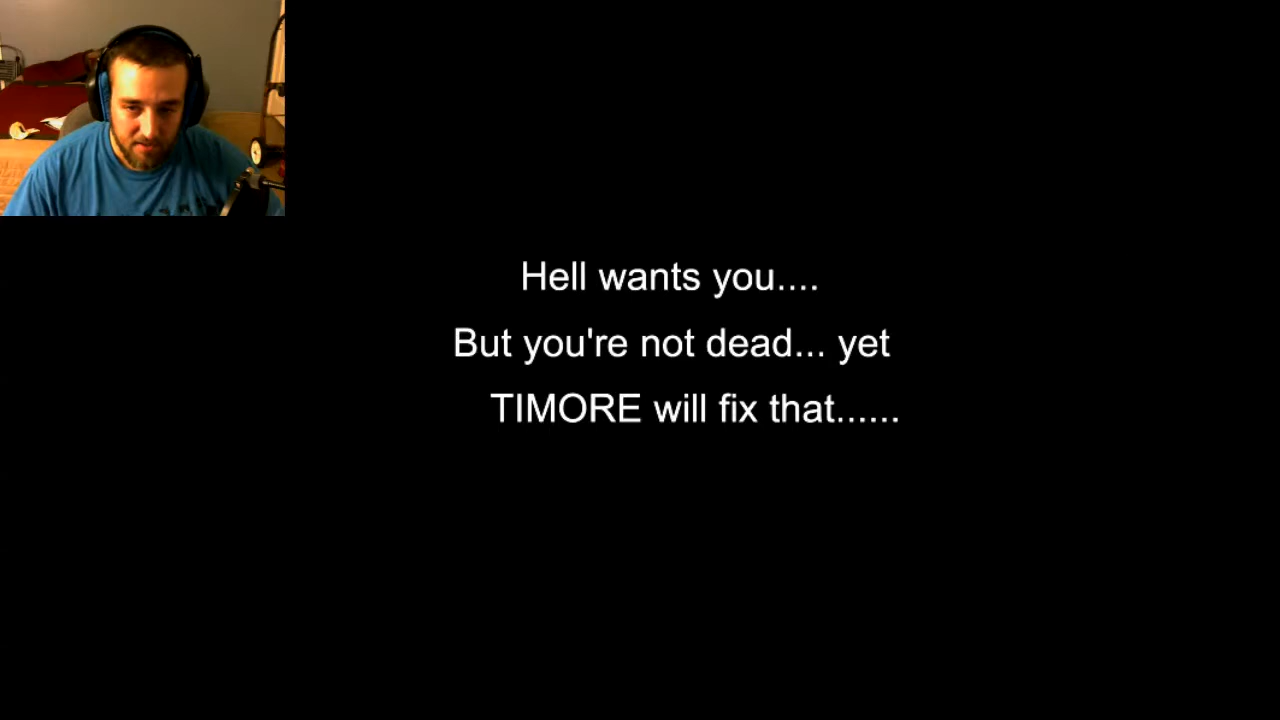 Hell wants you....
But you're not dead... yet
TIMORE will fix that......